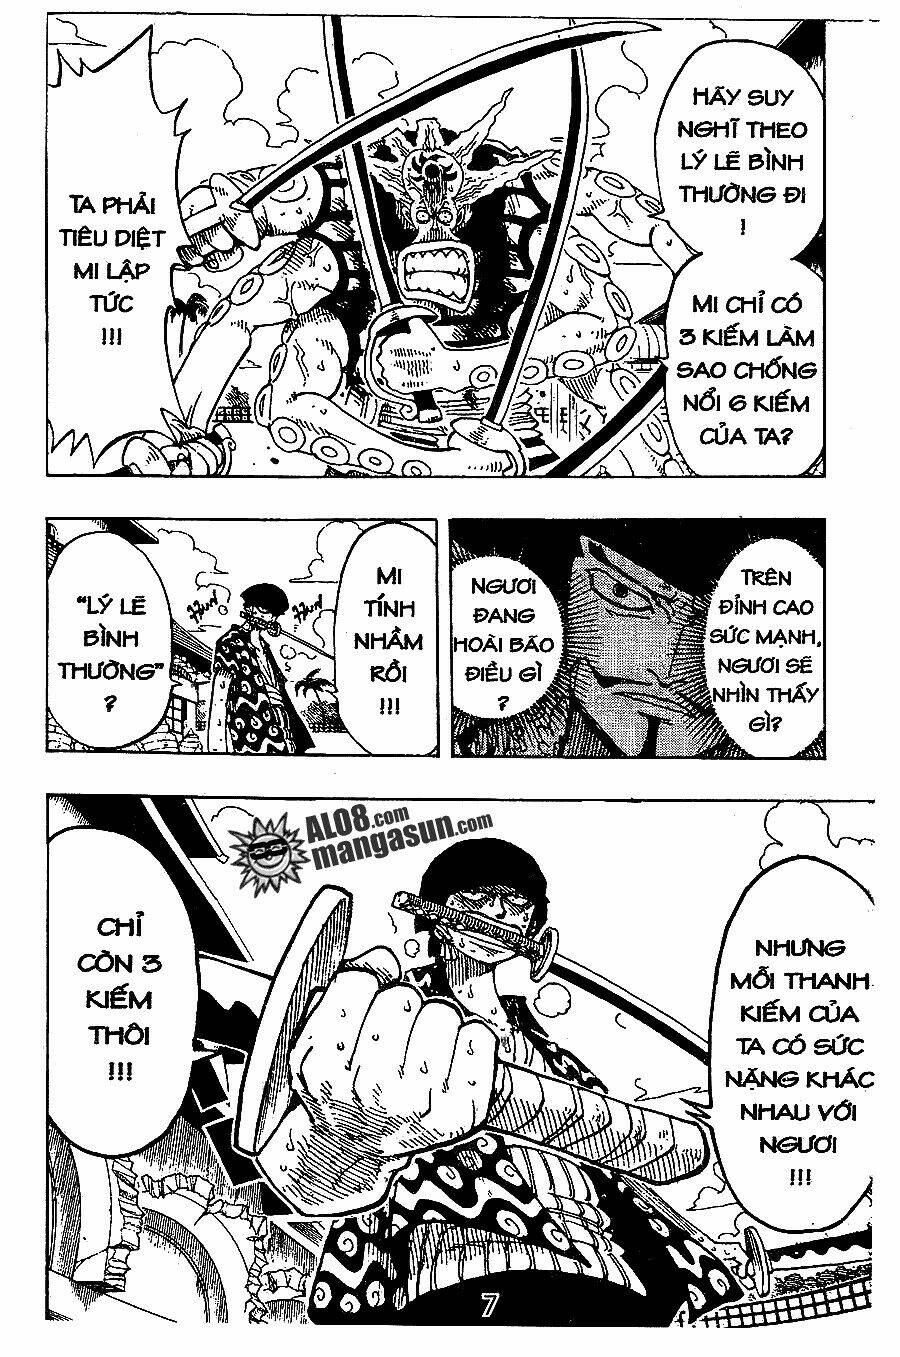 HÃY SUY
NGHĨ THEO
LÝ LẼ BÌNH
THƯỜNG ĐI
!
MI CHỈ CÓ
3 KIẾM LÀM
SAO CHỐNG
NỔI 6 KIẾM
CỦA TA?
TA PHẢI
TIÊU DIỆT
MI LẬP
TỨC
!!!
TRÊN
ĐỈNH CAO
SỨC MẠNH,
NGƯƠI SẼ
NHÌN THẤY
GÌ?
NGƯƠI
ĐANG
HOÀI BÃO
ĐIỀU GÌ
?
MI
TÍNH
NHẦM
RỒI
!!!
"LÝ LẼ
BÌNH
THƯỜNG"
?
AL08.com
mangasun.com
NHƯNG
MỖI THANH
KIẾM CỦA
TA CÓ SỨC
NẶNG KHÁC
NHAU VỚI
NGƯƠI
!!!
CHỈ
CÒN 3
KIẾM
THÔI
!!!
7